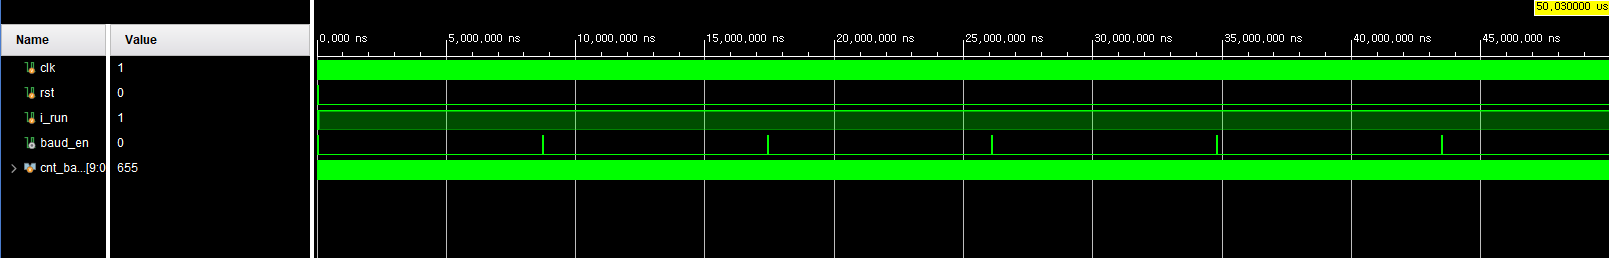 50,030000 us
Name Value
0,000 ns 5,000,000 ns 10,000,000 ns 15,000,000 ns 20,000,000 ns 25,000,000 ns 30,000,000 ns 35,000,000 ns 40,000,000 ns 45,000,000 ns
clk 1
rst 0
i_run 1
baud_en 0
cnt_ba...[9:0 655